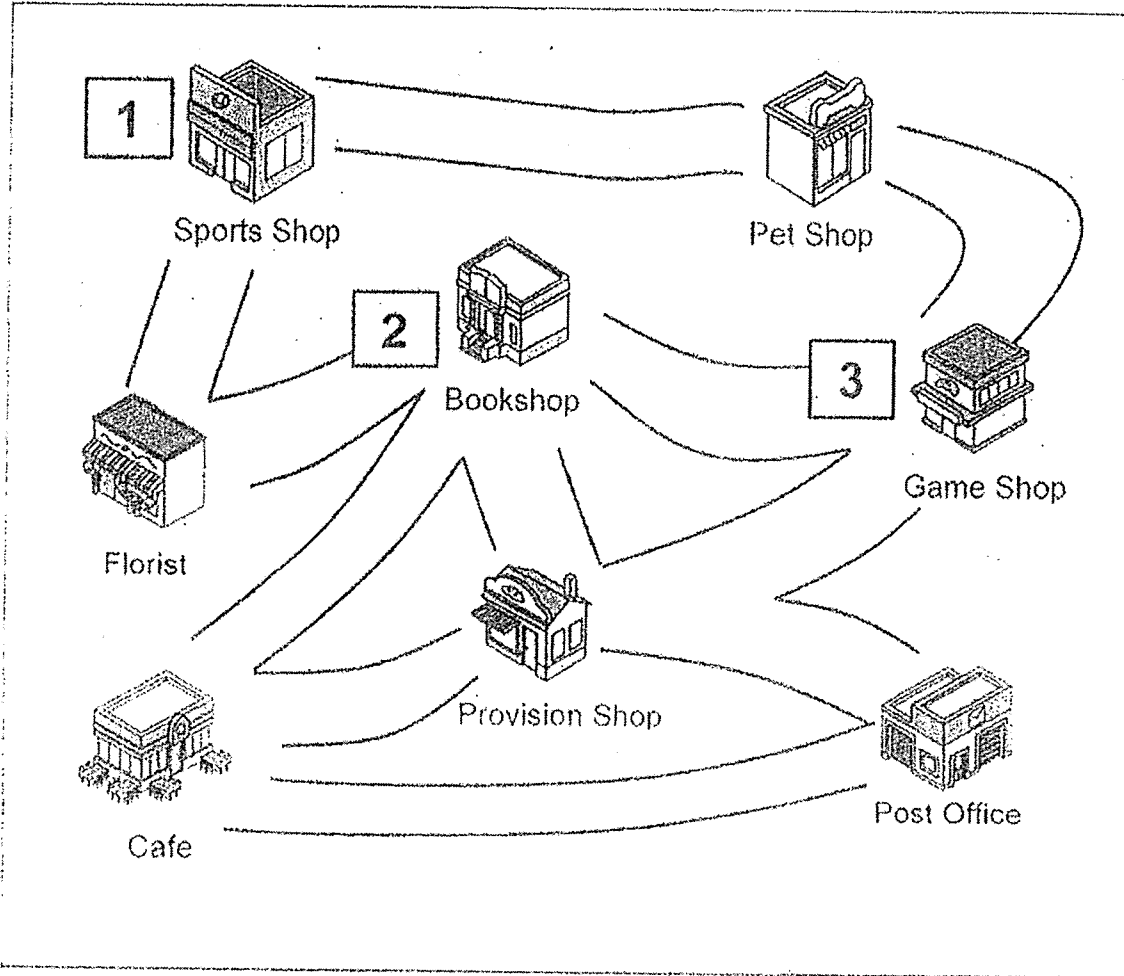 1
Sports Shop
Pet Shop
2
Bookshop
3
Game Shop
Florist
Provision Shop
Post Office
Cafe